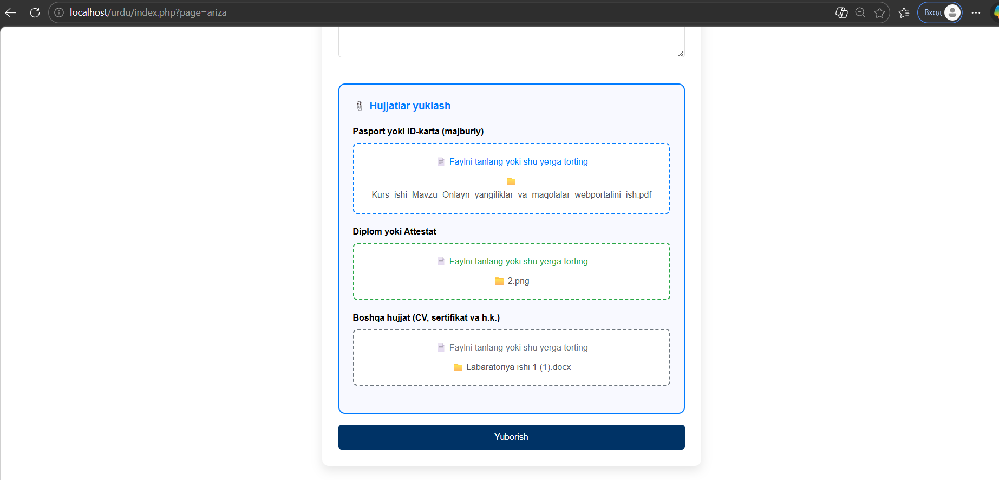 localhost/urdu/index.php?page=ariza
Вход
Hujjatlar yuklash
Pasport yoki ID-karta (majburiy)
Faylni tanlang yoki shu yerga torting
Kurs_ishi_Mavzu_Onlayn_yangiliklar_va_maqolalar_webportalini_ish.pdf
Diplom yoki Attestat
Faylni tanlang yoki shu yerga torting
2.png
Boshqa hujjat (CV, sertifikat va h.k.)
Faylni tanlang yoki shu yerga torting
Labaratoriya ishi 1 (1).docx
Yuborish